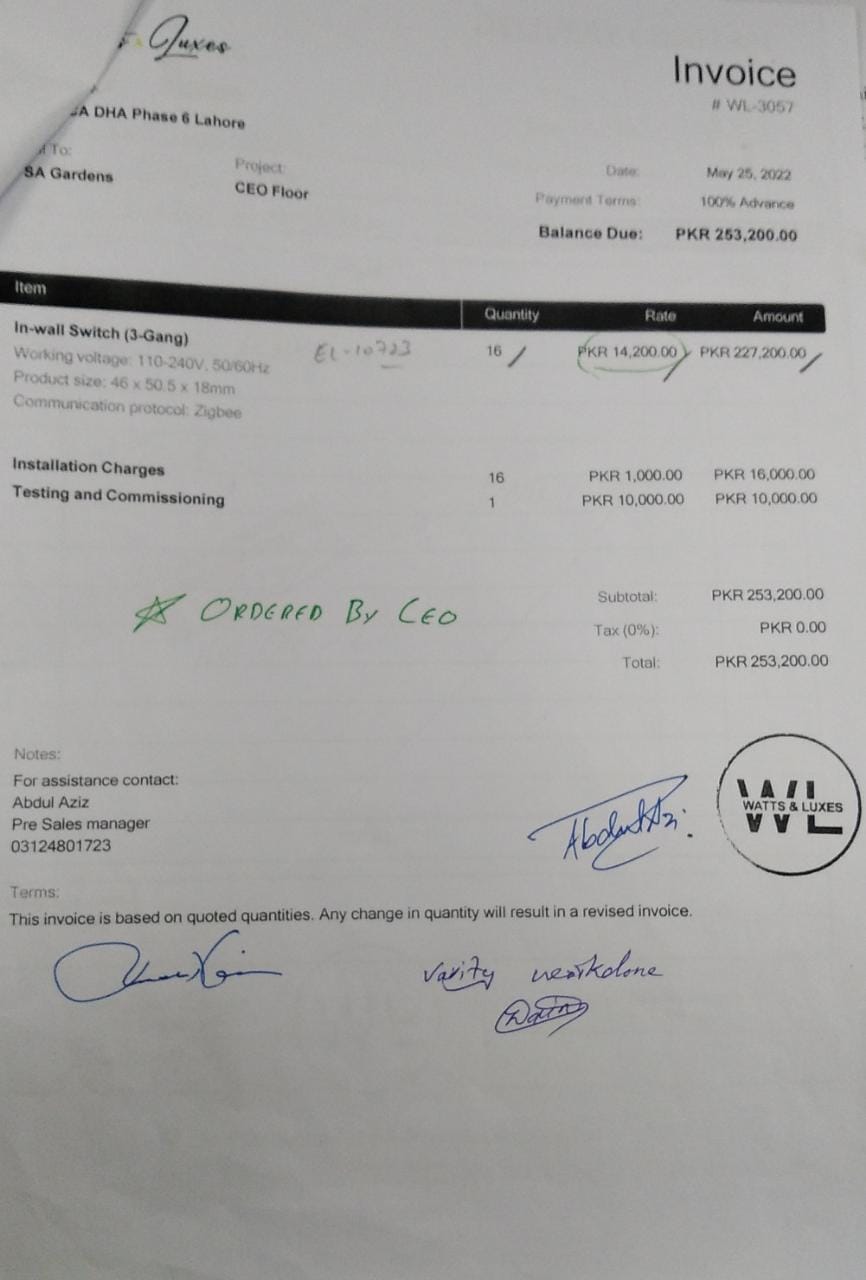 Luxes
Invoice
# WL-3057
DHA Phase 6 Lahore
To:
SA Gardens
Project:
CEO Floor
Date: May 25, 2022
Payment Terms: 100% Advance
Balance Due: PKR 253,200.00
Item Quantity Rate Amount
In-wall Switch (3-Gang) 16 PKR 14,200.00 PKR 227,200.00
Working voltage: 110-240V, 50/60Hz
EL-10723
Product size: 46 x 50.5 x 18mm
Communication protocol: Zigbee
Installation Charges 16 PKR 1,000.00 PKR 16,000.00
Testing and Commissioning 1 PKR 10,000.00 PKR 10,000.00
ORDERED By CEO
Subtotal: PKR 253,200.00
Tax (0%): PKR 0.00
Total: PKR 253,200.00
Notes:
For assistance contact:
Abdul Aziz
Pre Sales manager
03124801723
WL
WATTS & LUXES
Terms:
This invoice is based on quoted quantities. Any change in quantity will result in a revised invoice.
Varity workdone